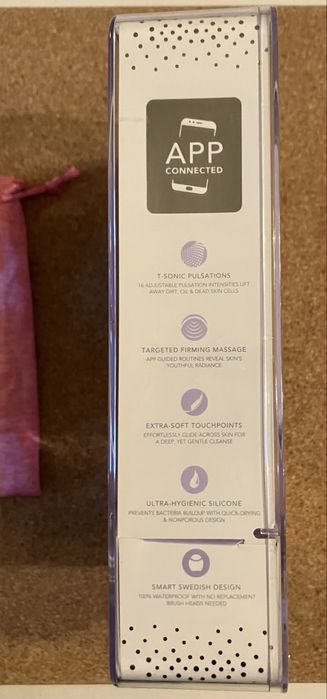 APP
CONNECTED
T-SONIC PULSATIONS
16 ADJUSTABLE PULSATION INTENSITIES LIFT
AWAY DIRT, OIL & DEAD SKIN CELLS
TARGETED FIRMING MASSAGE
APP-GUIDED ROUTINES REVEAL SKIN'S
YOUTHFUL RADIANCE
EXTRA-SOFT TOUCHPOINTS
EFFORTLESSLY GLIDE ACROSS SKIN FOR
A DEEP, YET GENTLE CLEANSE
ULTRA-HYGIENIC SILICONE
PREVENTS BACTERIA BUILDUP WITH QUICK-DRYING
& NONPOROUS DESIGN
SMART SWEDISH DESIGN
100% WATERPROOF WITH NO REPLACEMENT
BRUSH HEADS NEEDED